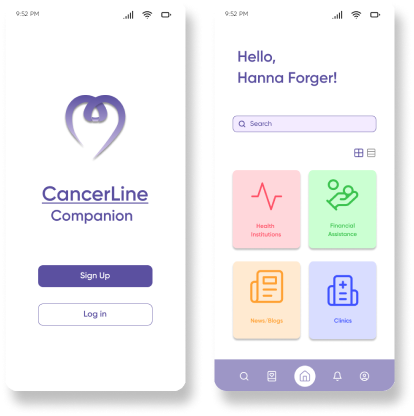 9:52 PM
CancerLine
Companion
Sign Up
Log in
9:52 PM
Hello,
Hanna Forger!
Search
Health
Institutions
Financial
Assistance
News/Blogs
Clinics